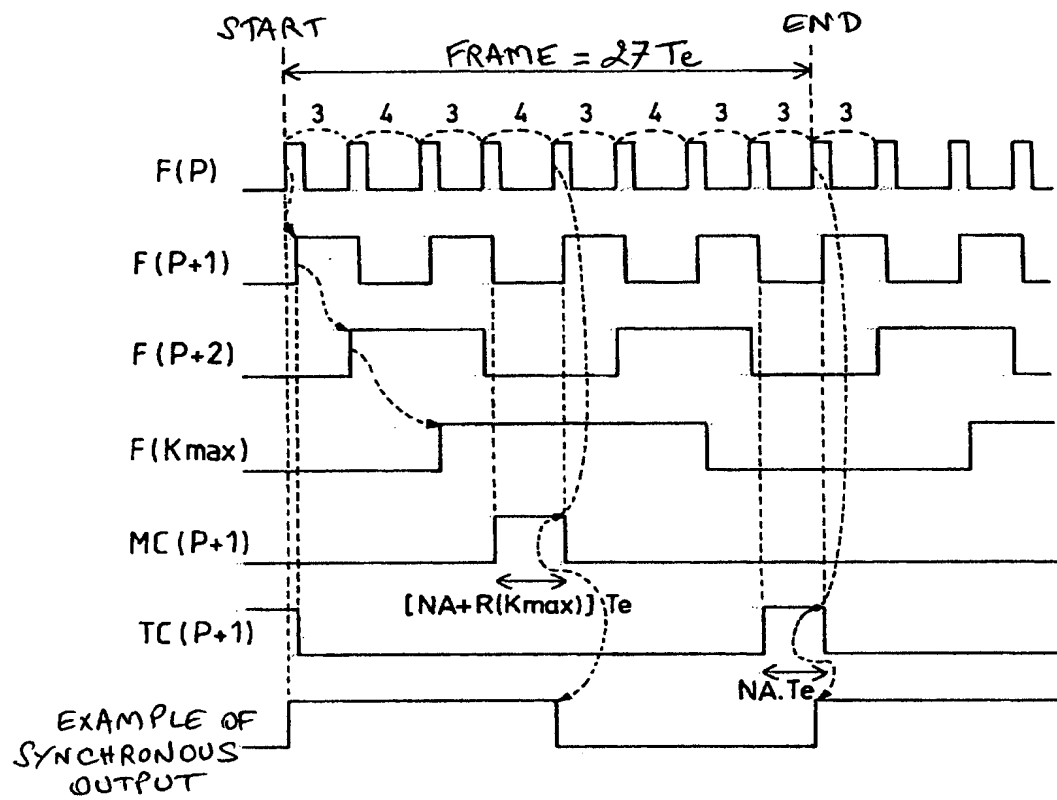 START
END
FRAME = 27 Te
3 4 3 4 3 4 3 3 3
F(P)
F(P+1)
F(P+2)
F(Kmax)
MC(P+1)
[NA+R(Kmax)] Te
TC(P+1)
NA.Te
EXAMPLE OF
SYNCHRONOUS
OUTPUT